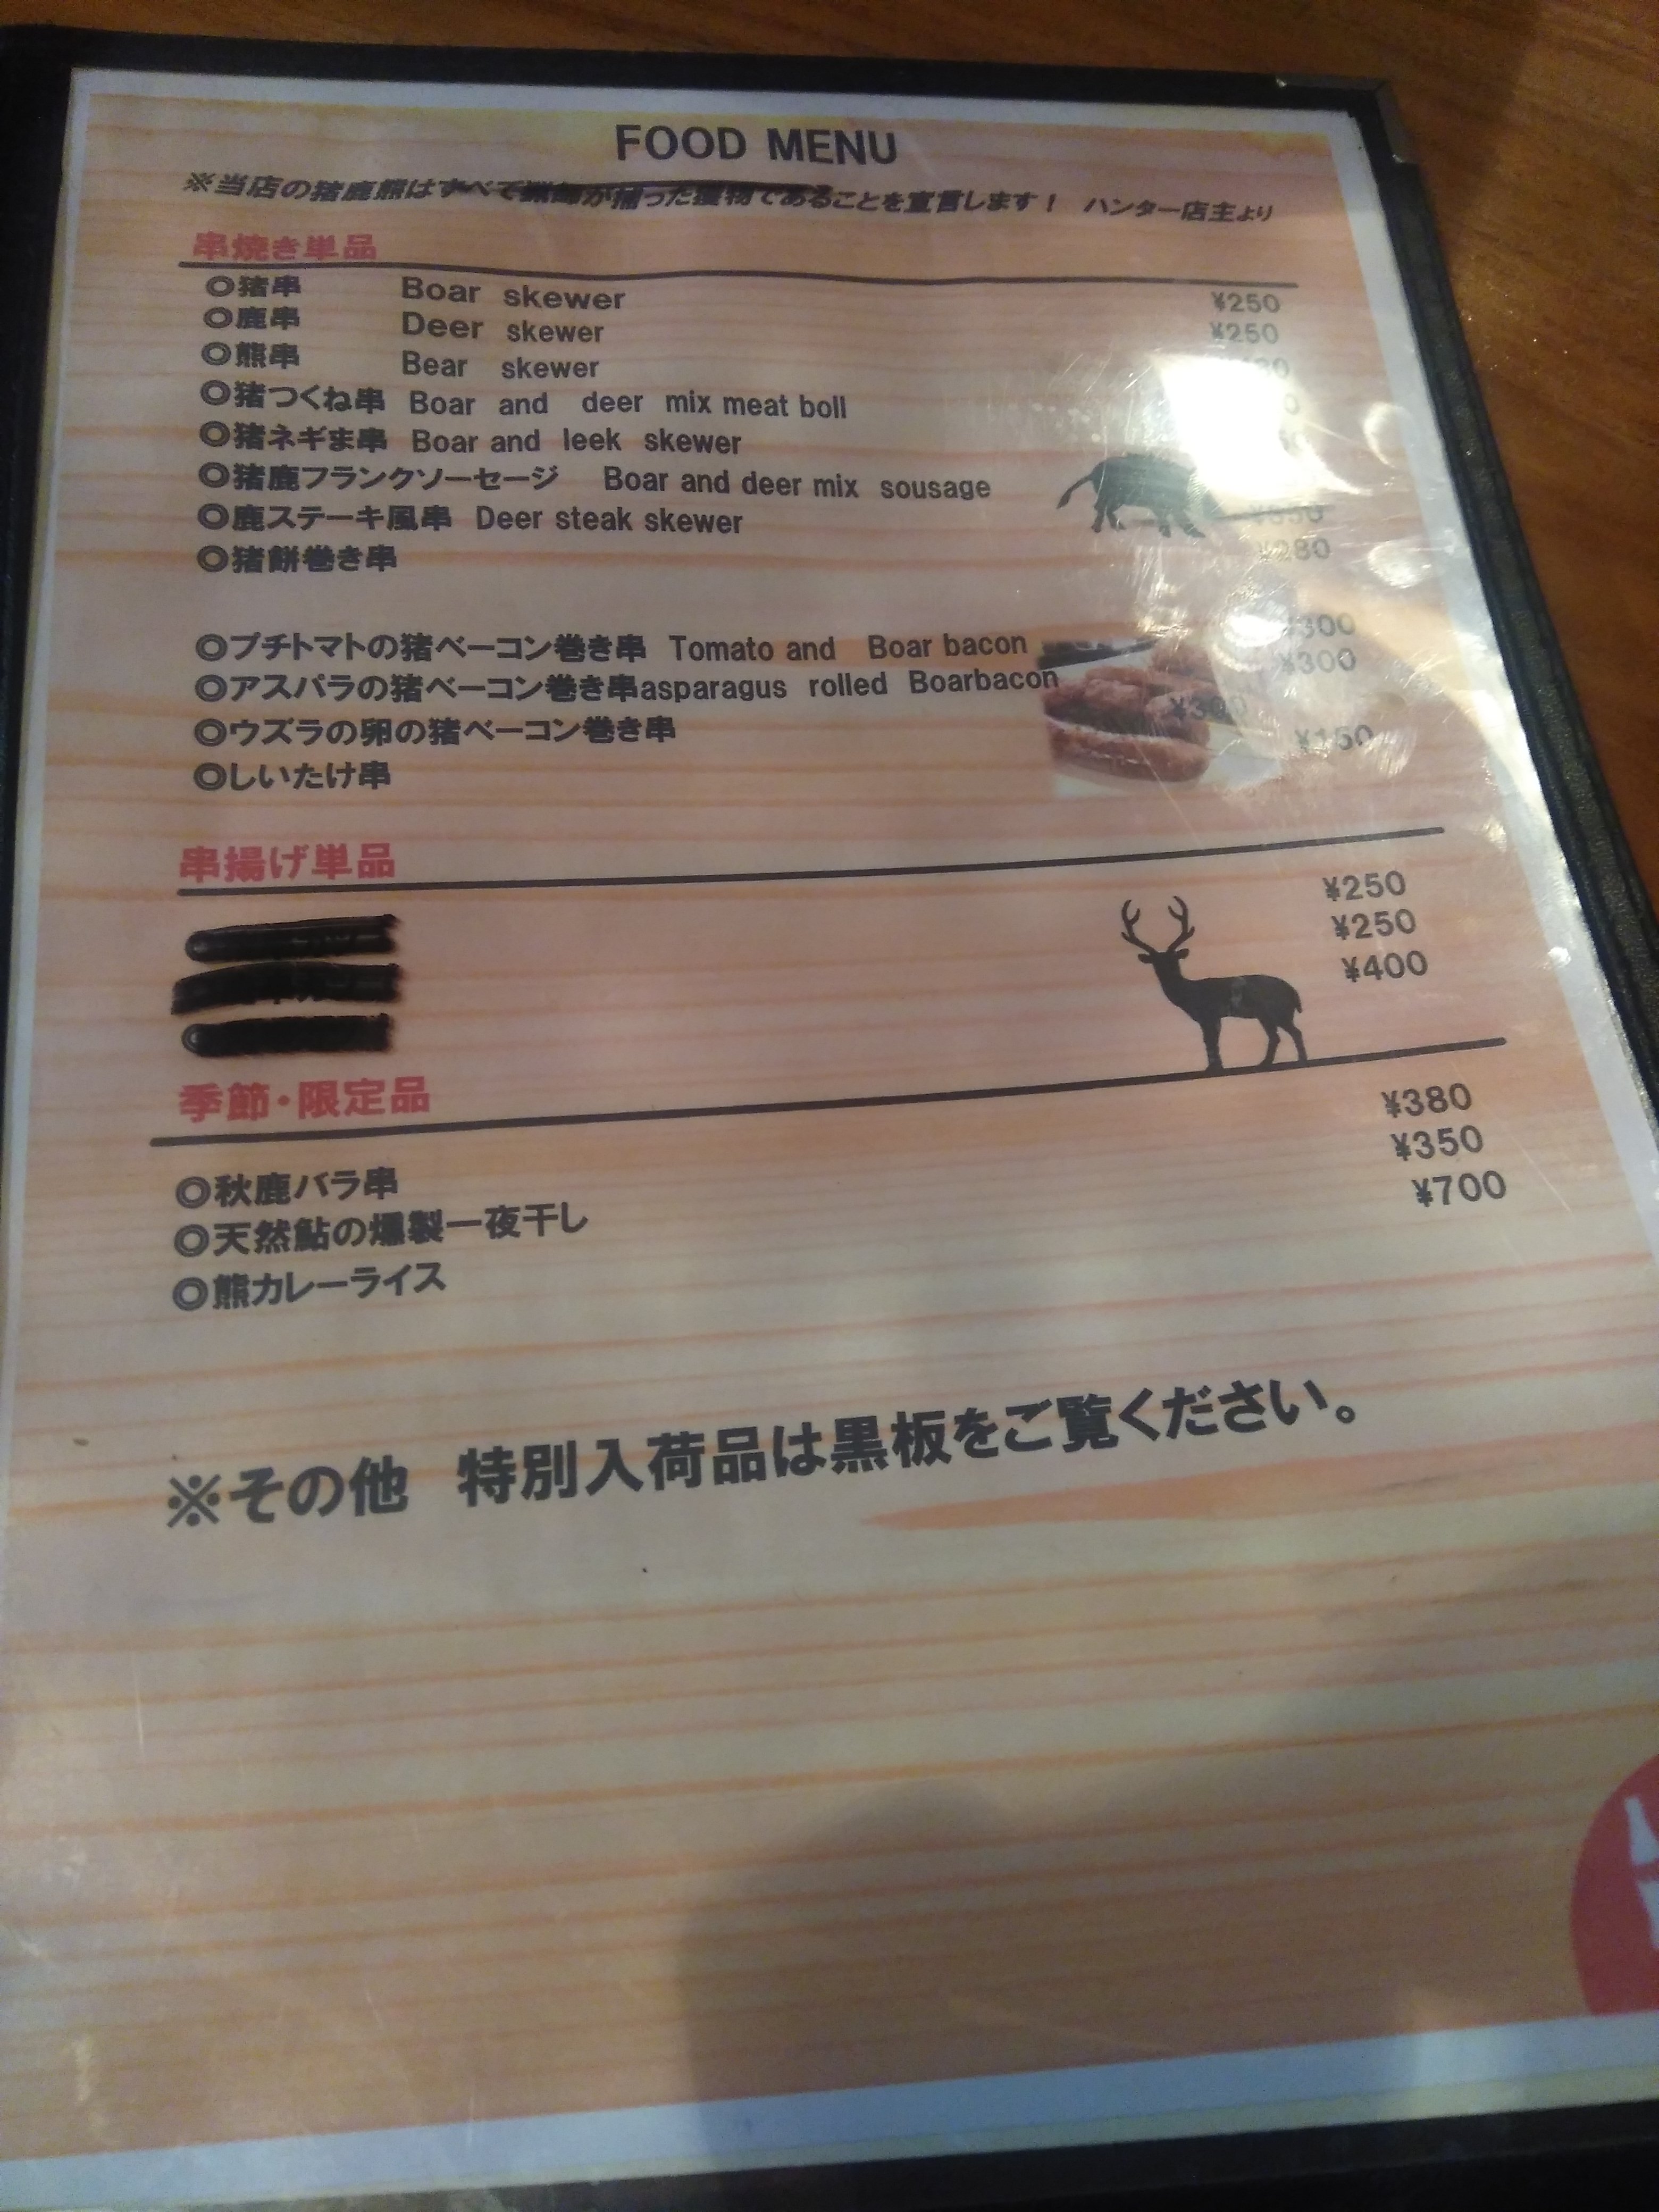 FOOD MENU
※当店の猪鹿熊はすべて猟師が捕った獲物であることを宣言します！ ハンター店主より
串焼き単品
◎猪串 Boar skewer ¥250
◎鹿串 Deer skewer ¥250
◎熊串 Bear skewer
◎猪つくね串 Boar and deer mix meat boll
◎猪ネギま串 Boar and leek skewer
◎猪鹿フランクソーセージ Boar and deer mix sousage
◎鹿ステーキ風串 Deer steak skewer
◎猪餅巻き串 ¥280
◎プチトマトの猪ベーコン巻き串 Tomato and Boar bacon ¥300
◎アスパラの猪ベーコン巻き串asparagus rolled Boarbacon ¥300
◎ウズラの卵の猪ベーコン巻き串 ¥300
◎しいたけ串 ¥150
串揚げ単品
¥250
¥250
¥400
季節・限定品
◎秋鹿バラ串 ¥380
◎天然鮎の燻製一夜干し ¥350
◎熊カレーライス ¥700
※その他 特別入荷品は黒板をご覧ください。